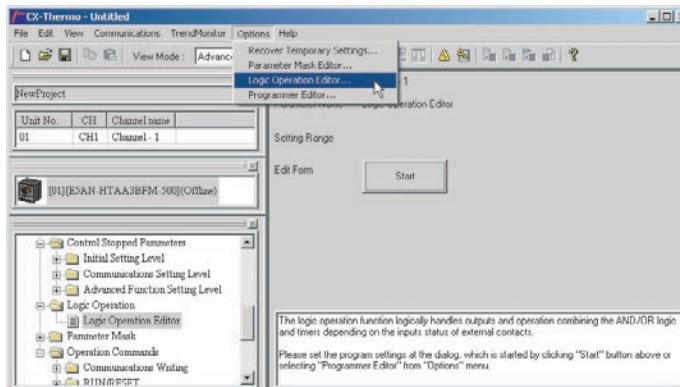 CX-Thermo - Untitled
File Edit View Communications TrendMonitor Options Help
View Mode : Advanc
Recover Temporary Settings...
Parameter Mask Editor...
Logic Operation Editor...
Programmer Editor...
NewProject
Unit No. CH Channel name
01 CH1 Channel - 1
[01][E5AN-HTAA3BFM-500](Offline)
Control Stopped Parameters
Initial Setting Level
Communications Setting Level
Advanced Function Setting Level
Logic Operation
Logic Operation Editor
Parameter Mask
Operation Commands
Communications Writing
RUN/RESET
- 1
Parameter Name Logic Operation Editor
Setting Range
Edit Form Start
The logic operation function logically handles outputs and operation combining the AND/OR logic
and timers depending on the inputs status of external contacts.
Please set the program settings at the dialog, which is started by clicking "Start" button above or
selecting "Programmer Editor" from "Options" menu.